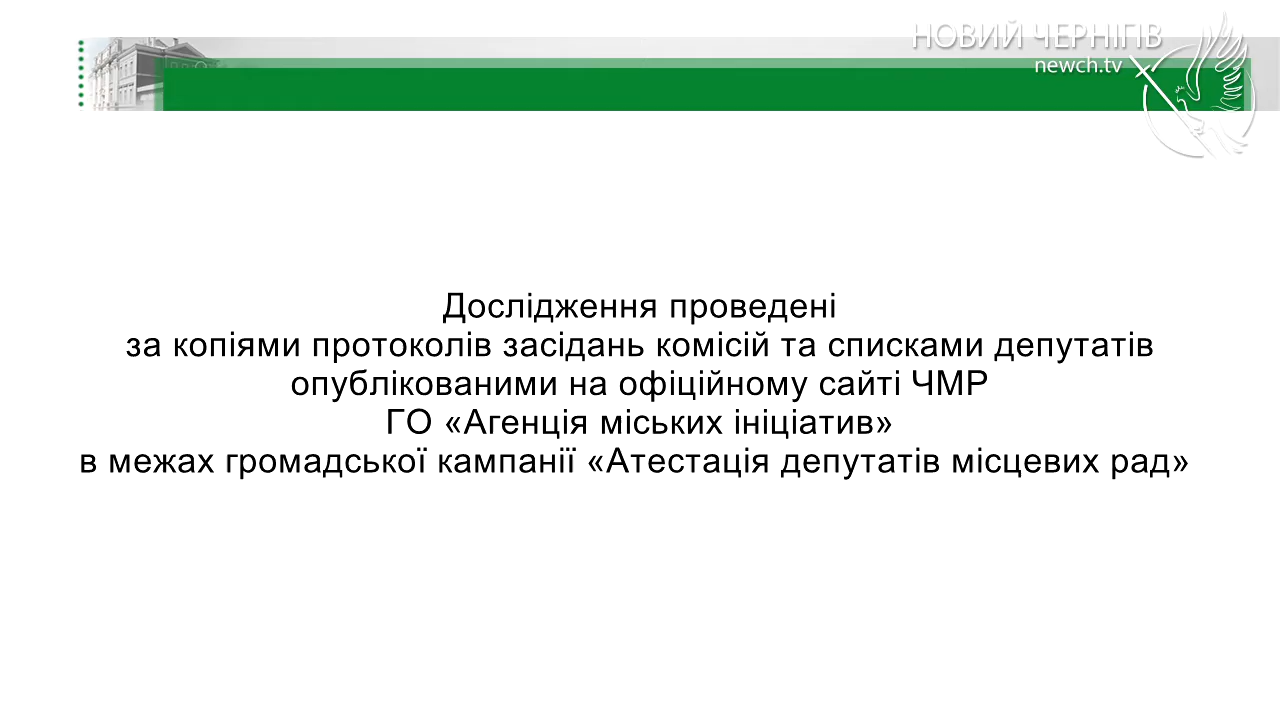 НОВИЙ ЧЕРНІГІВ
newch.tv
Дослідження проведені
за копіями протоколів засідань комісій та списками депутатів
опублікованими на офіційному сайті ЧМР
ГО «Агенція міських ініціатив»
в межах громадської кампанії «Атестація депутатів місцевих рад»